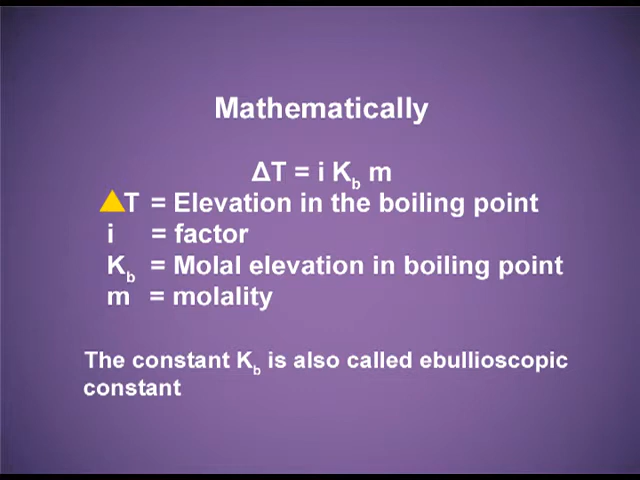 Mathematically
ΔT = i Kb m
ΔT = Elevation in the boiling point
i = factor
Kb = Molal elevation in boiling point
m = molality
The constant Kb is also called ebullioscopic
constant